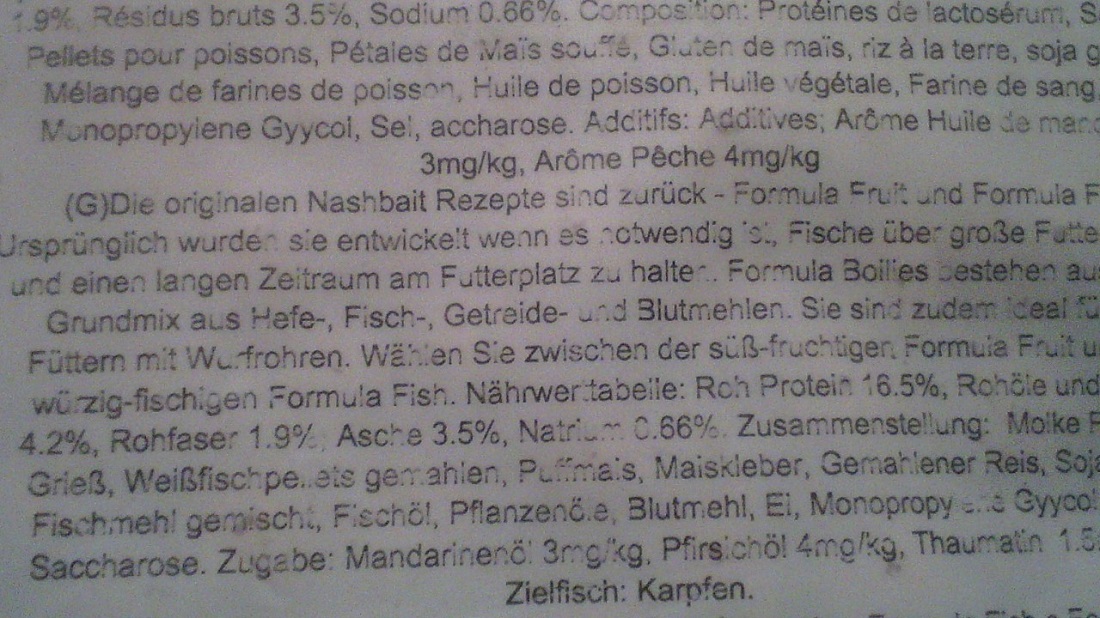 1.9%, Résidus bruts 3.5%, Sodium 0.66%. Composition: Protéines de lactosérum,
Pellets pour poissons, Pétales de Maïs soufflé, Gluten de maïs, riz à la terre, soja
Mélange de farines de poisson, Huile de poisson, Huile végétale, Farine de sang,
Monopropylene Gyycol, Sel, accharose. Additifs: Additives; Arôme Huile de
3mg/kg, Arôme Pêche 4mg/kg
(G)Die originalen Nashbait Rezepte sind zurück - Formula Fruit und Formula
Ursprünglich wurden sie entwickelt wenn es notwendig ist, Fische über große
und einen langen Zeitraum am Futterplatz zu halten. Formula Boilies bestehen
Grundmix aus Hefe-, Fisch-, Getreide- und Blutmehlen. Sie sind zudem ideal
Füttern mit Wurfrohren. Wählen Sie zwischen der süß-fruchtigen Formula Fruit
würzig-fischigen Formula Fish. Nährwerttabelle: Roh Protein 16.5%, Rohöle und
4.2%, Rohfaser 1.9%, Asche 3.5%, Natrium 0.66%. Zusammenstellung: Molke
Grieß, Weißfischpellets gemahlen, Puffmais, Maiskleber, Gemahlener Reis,
Fischmehl gemischt, Fischöl, Pflanzenöle, Blutmehl, Ei, Monopropylene Gyycol
Saccharose. Zugabe: Mandarinenöl 3mg/kg, Pfirsichöl 4mg/kg, Thaumatin
Zielfisch: Karpfen.